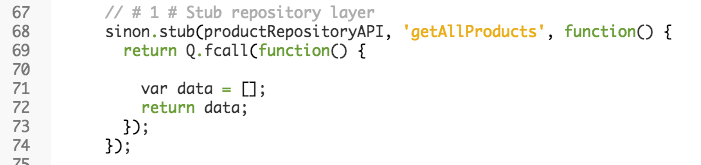 67 // # 1 # Stub repository layer
68 sinon.stub(productRepositoryAPI, 'getAllProducts', function() {
69 return Q.fcall(function() {
70
71 var data = [];
72 return data;
73 });
74 });